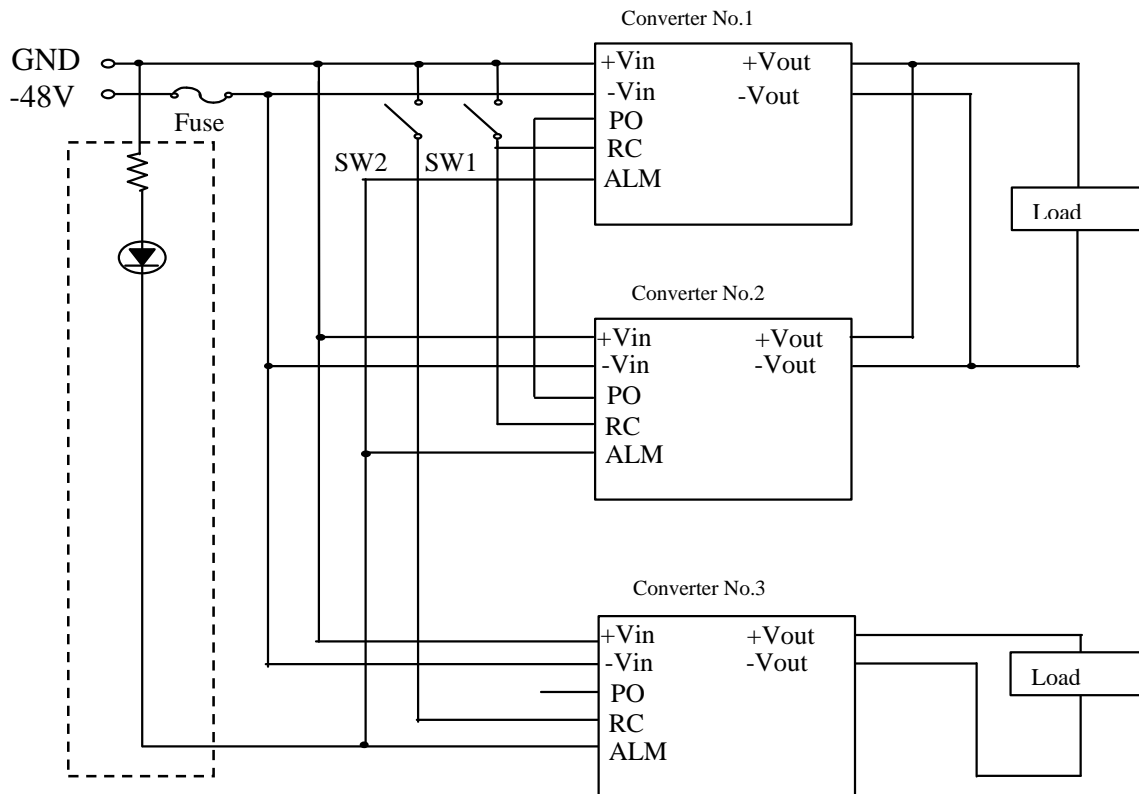 Converter No.1
GND
-48V
Fuse
SW2
SW1
+Vin
-Vin
PO
RC
ALM
+Vout
-Vout
Load
Converter No.2
+Vin
-Vin
PO
RC
ALM
+Vout
-Vout
Converter No.3
+Vin
-Vin
PO
RC
ALM
+Vout
-Vout
Load